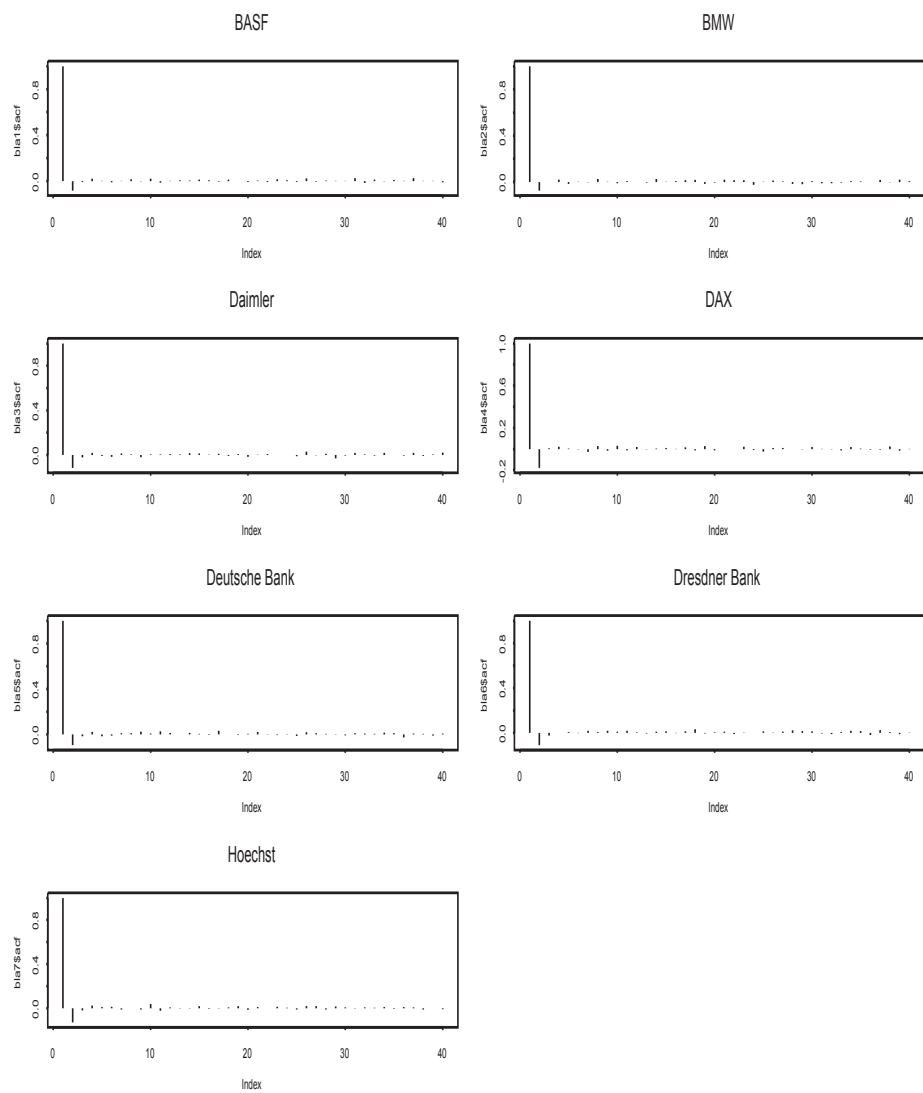 BASF
bla1$acf
0.0 0.4 0.8
0 10 20 30 40
Index
BMW
bla2$acf
0.0 0.4 0.8
0 10 20 30 40
Index
Daimler
bla3$acf
0.0 0.4 0.8
0 10 20 30 40
Index
DAX
bla4$acf
-0.2 0.2 0.6 1.0
0 10 20 30 40
Index
Deutsche Bank
bla5$acf
0.0 0.4 0.8
0 10 20 30 40
Index
Dresdner Bank
bla6$acf
0.0 0.4 0.8
0 10 20 30 40
Index
Hoechst
bla7$acf
0.0 0.4 0.8
0 10 20 30 40
Index